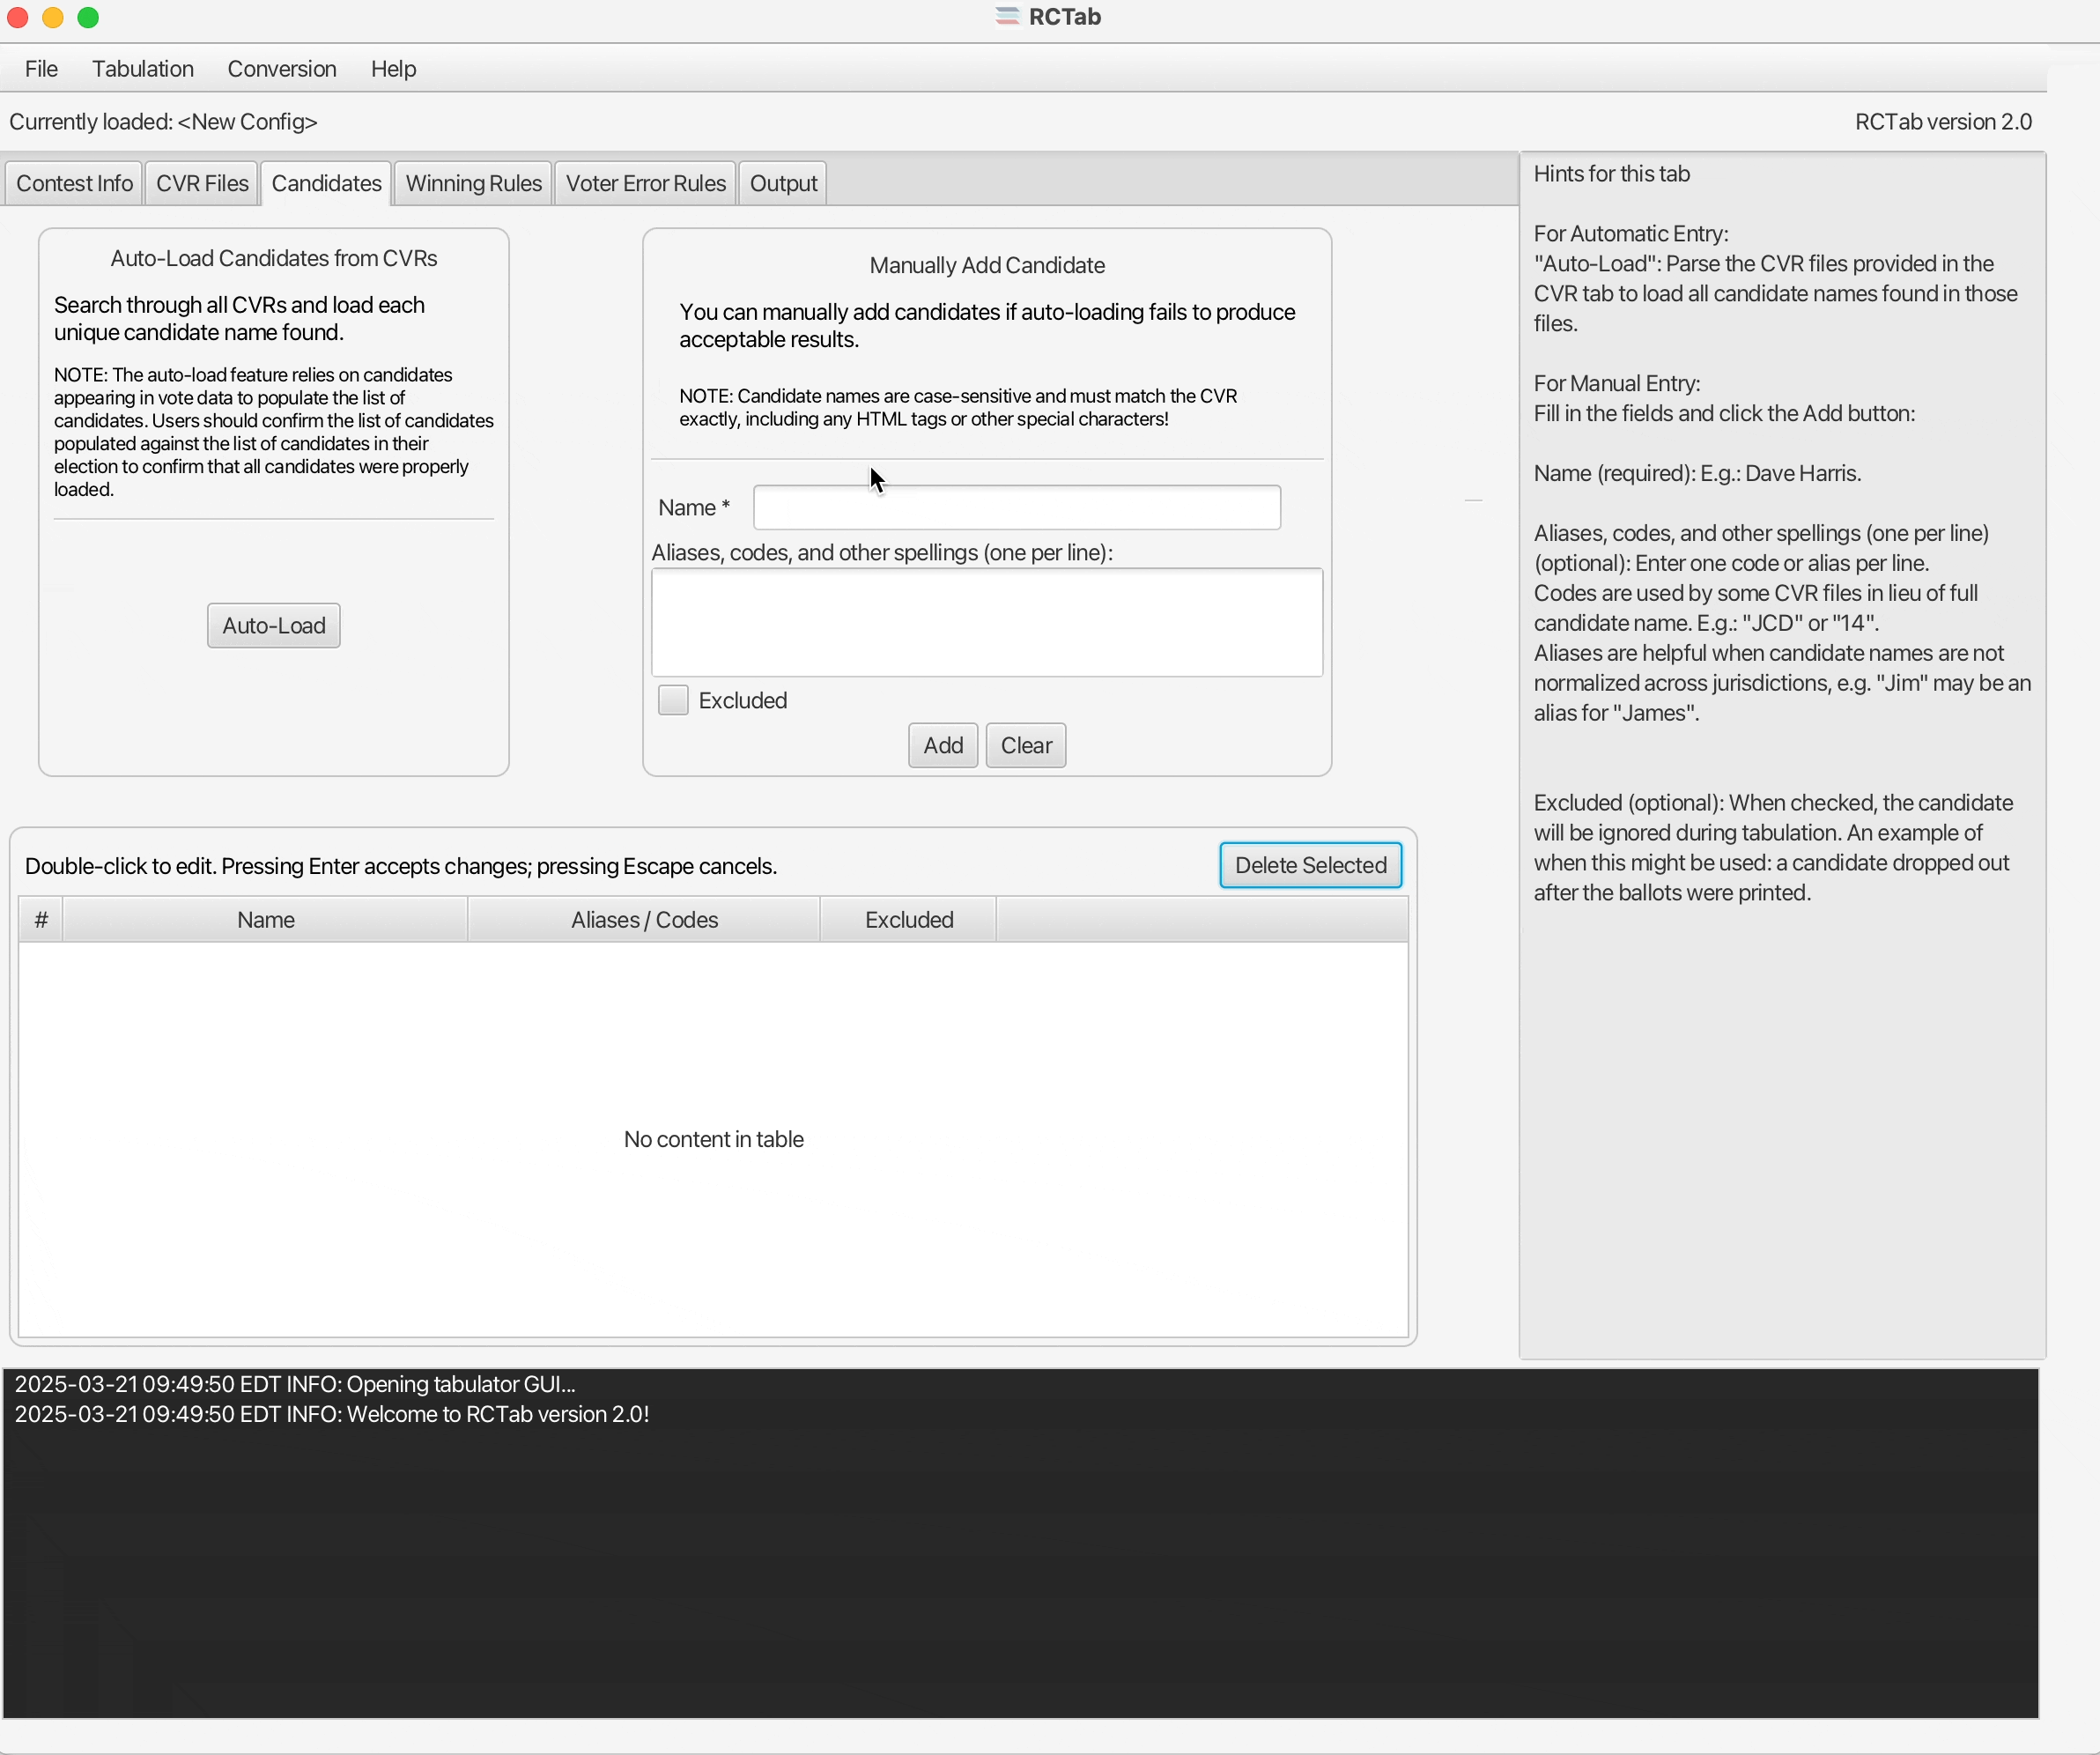 RCTab
File Tabulation Conversion Help
Currently loaded: <New Config>
RCTab version 2.0
Contest Info CVR Files Candidates Winning Rules Voter Error Rules Output
Auto-Load Candidates from CVRs
Search through all CVRs and load each
unique candidate name found.
NOTE: The auto-load feature relies on candidates
appearing in vote data to populate the list of
candidates. Users should confirm the list of candidates
populated against the list of candidates in their
election to confirm that all candidates were properly
loaded.
Auto-Load
Manually Add Candidate
You can manually add candidates if auto-loading fails to produce
acceptable results.
NOTE: Candidate names are case-sensitive and must match the CVR
exactly, including any HTML tags or other special characters!
Name *
Aliases, codes, and other spellings (one per line):
Excluded
Add Clear
Double-click to edit. Pressing Enter accepts changes; pressing Escape cancels.
Delete Selected
# Name Aliases / Codes Excluded
No content in table
Hints for this tab
For Automatic Entry:
"Auto-Load": Parse the CVR files provided in the
CVR tab to load all candidate names found in those
files.
For Manual Entry:
Fill in the fields and click the Add button:
Name (required): E.g.: Dave Harris.
Aliases, codes, and other spellings (one per line)
(optional): Enter one code or alias per line.
Codes are used by some CVR files in lieu of full
candidate name. E.g.: "JCD" or "14".
Aliases are helpful when candidate names are not
normalized across jurisdictions, e.g. "Jim" may be an
alias for "James".
Excluded (optional): When checked, the candidate
will be ignored during tabulation. An example of
when this might be used: a candidate dropped out
after the ballots were printed.
2025-03-21 09:49:50 EDT INFO: Opening tabulator GUI...
2025-03-21 09:49:50 EDT INFO: Welcome to RCTab version 2.0!